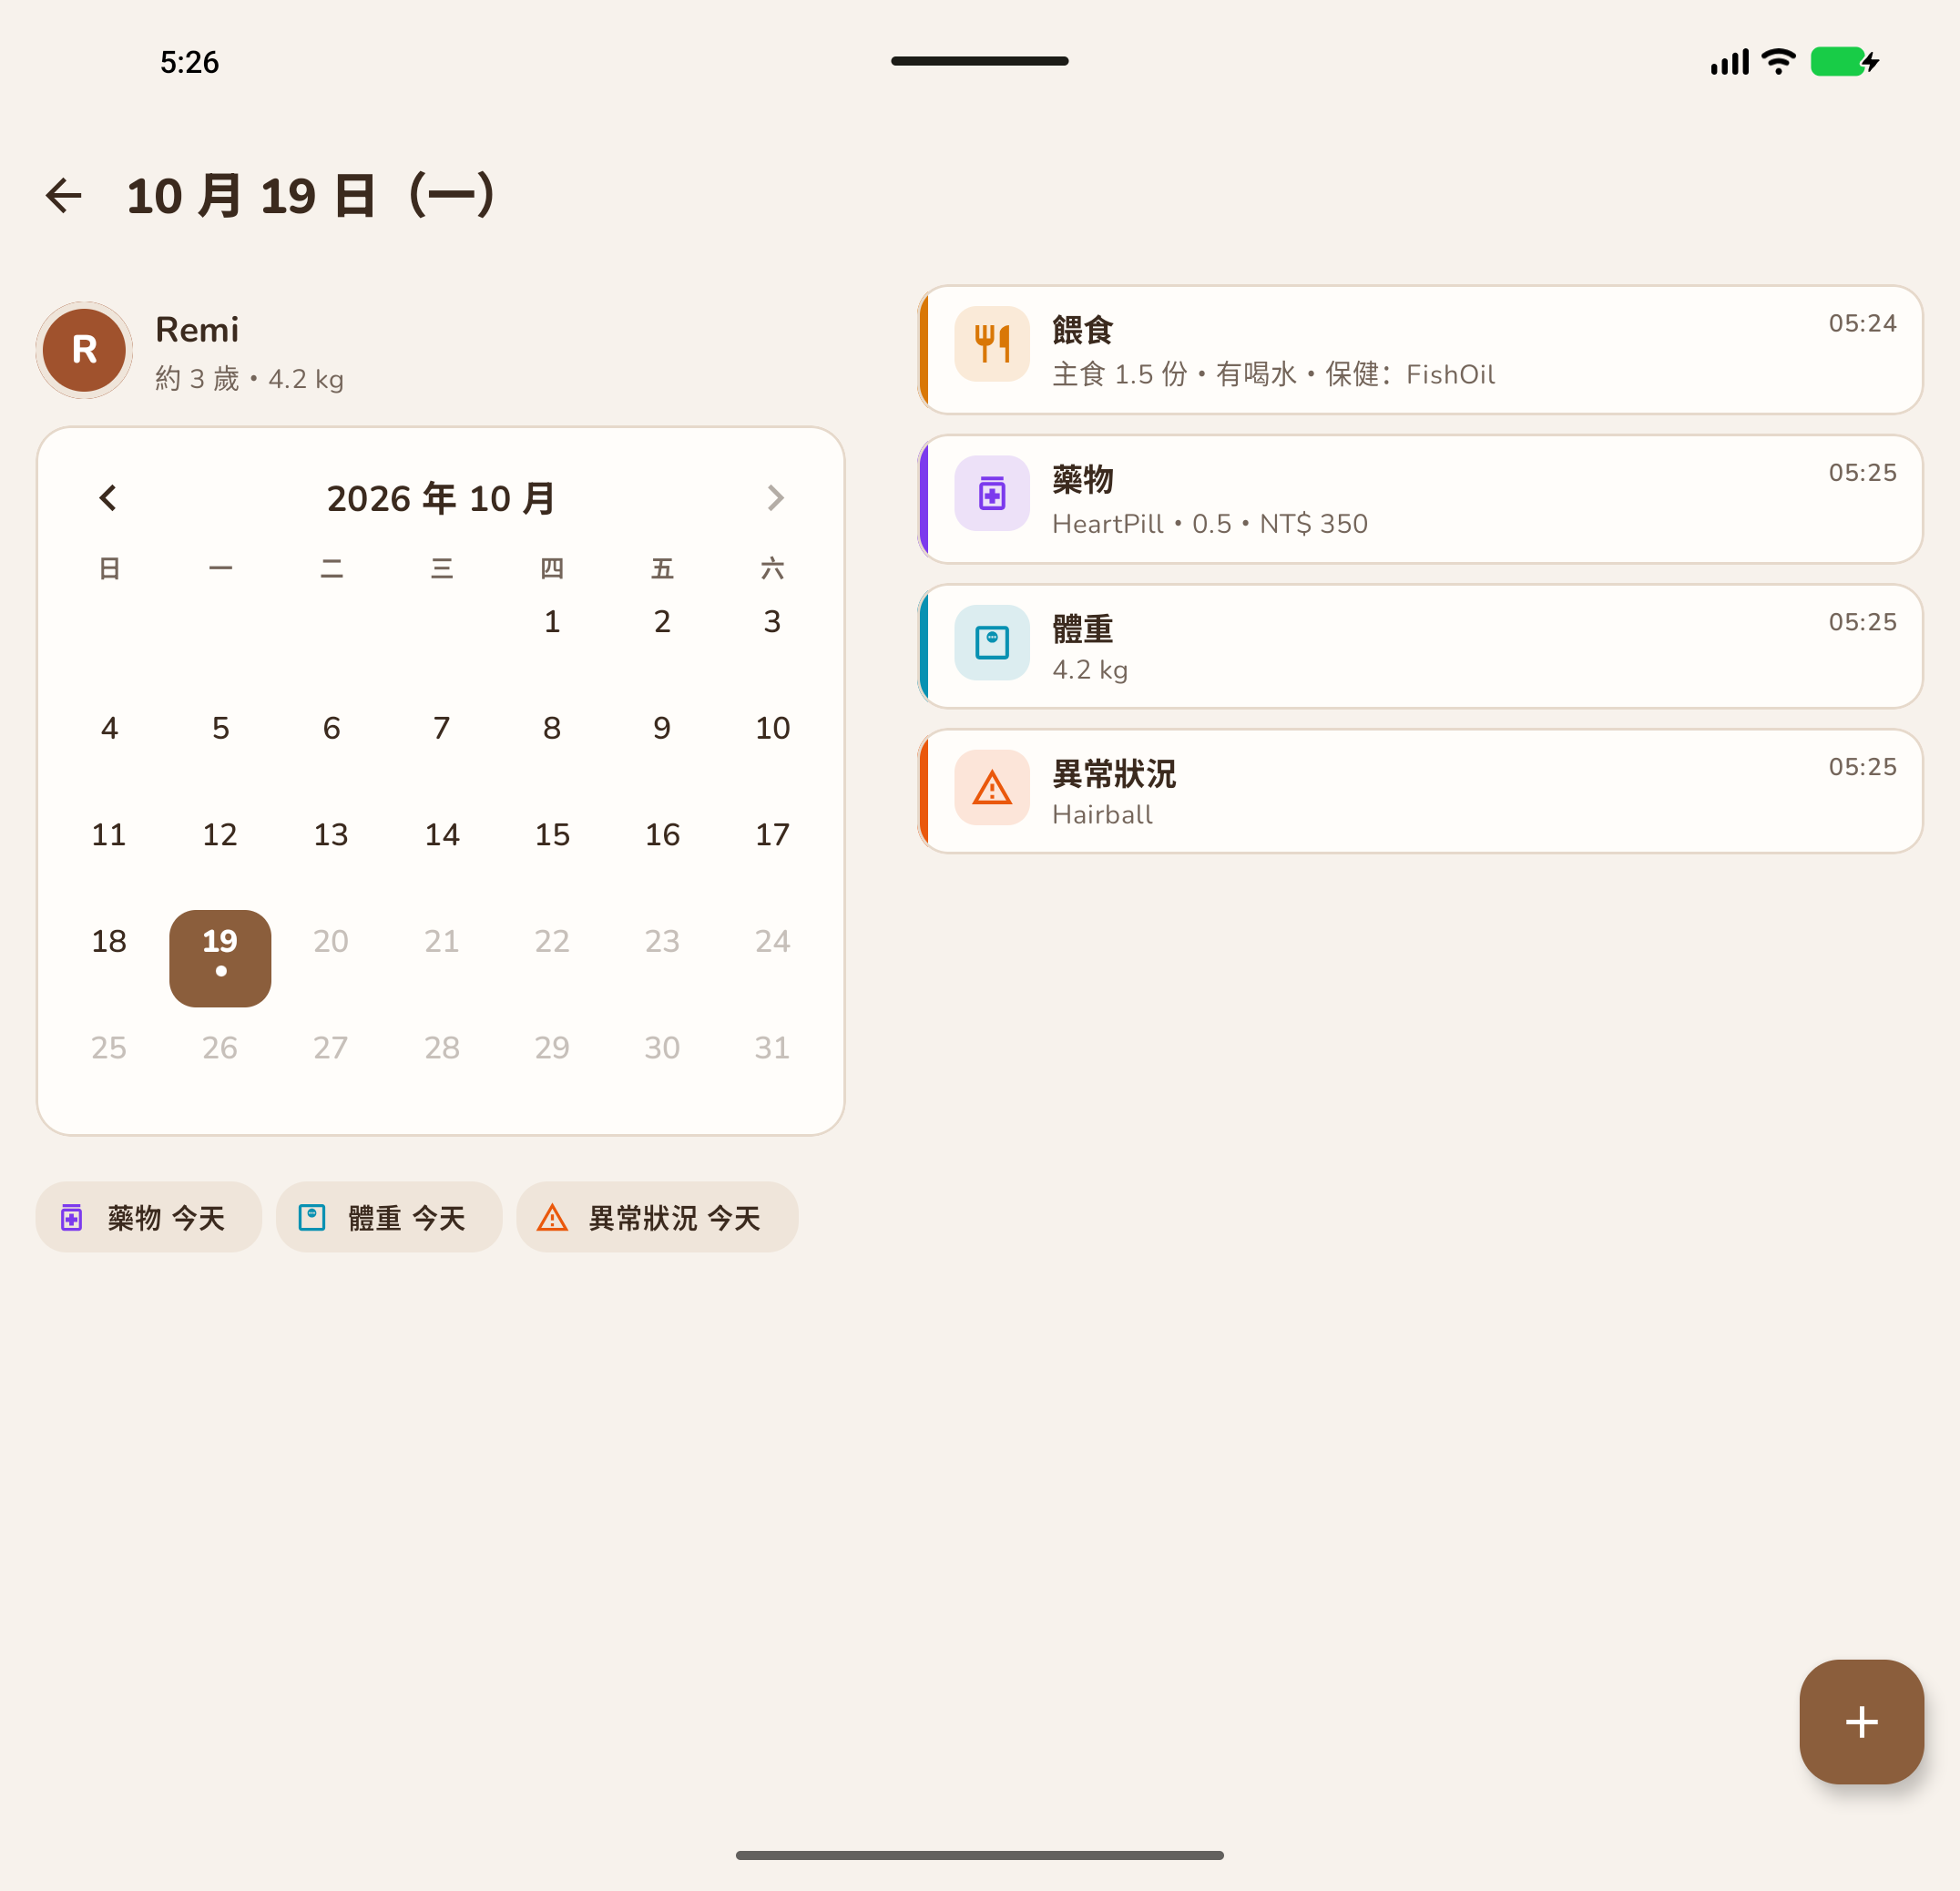 5:26
10 月 19 日（一）
R
Remi
約 3 歲・4.2 kg
2026 年 10 月
日 一 二 三 四 五 六
1 2 3
4 5 6 7 8 9 10
11 12 13 14 15 16 17
18 19 20 21 22 23 24
25 26 27 28 29 30 31
藥物 今天
體重 今天
異常狀況 今天
餵食
05:24
主食 1.5 份・有喝水・保健：FishOil
藥物
05:25
HeartPill・0.5・NT$ 350
體重
05:25
4.2 kg
異常狀況
05:25
Hairball